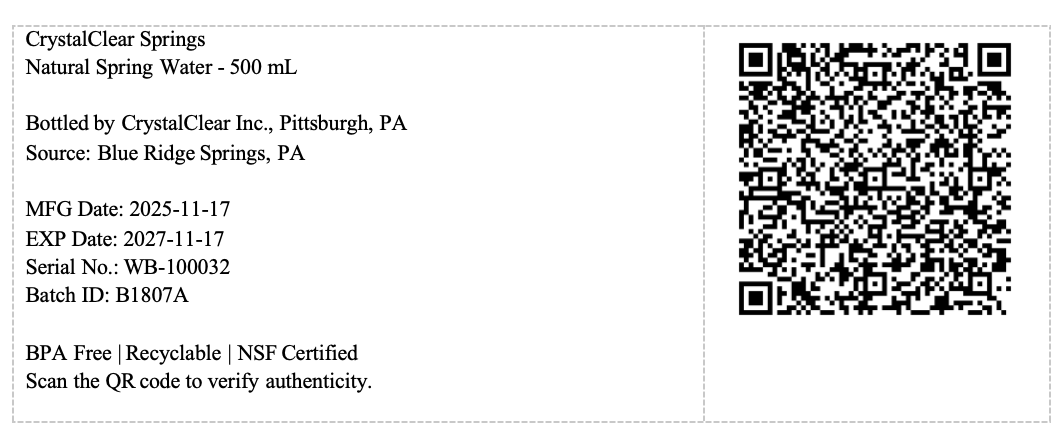 CrystalClear Springs
Natural Spring Water - 500 mL
Bottled by CrystalClear Inc., Pittsburgh, PA
Source: Blue Ridge Springs, PA
MFG Date: 2025-11-17
EXP Date: 2027-11-17
Serial No.: WB-100032
Batch ID: B1807A
BPA Free | Recyclable | NSF Certified
Scan the QR code to verify authenticity.